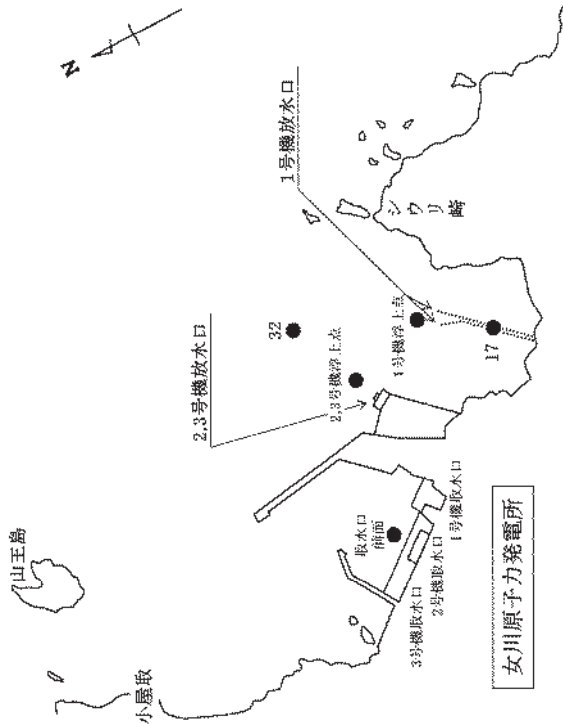 N
山王島
小屋取
2,3号機放水口
1号機放水口
32
2,3号機浮上点
1号機浮上点
17
シウリ崎
取水口
前面
3号機取水口
2号機取水口
1号機取水口
女川原子力発電所